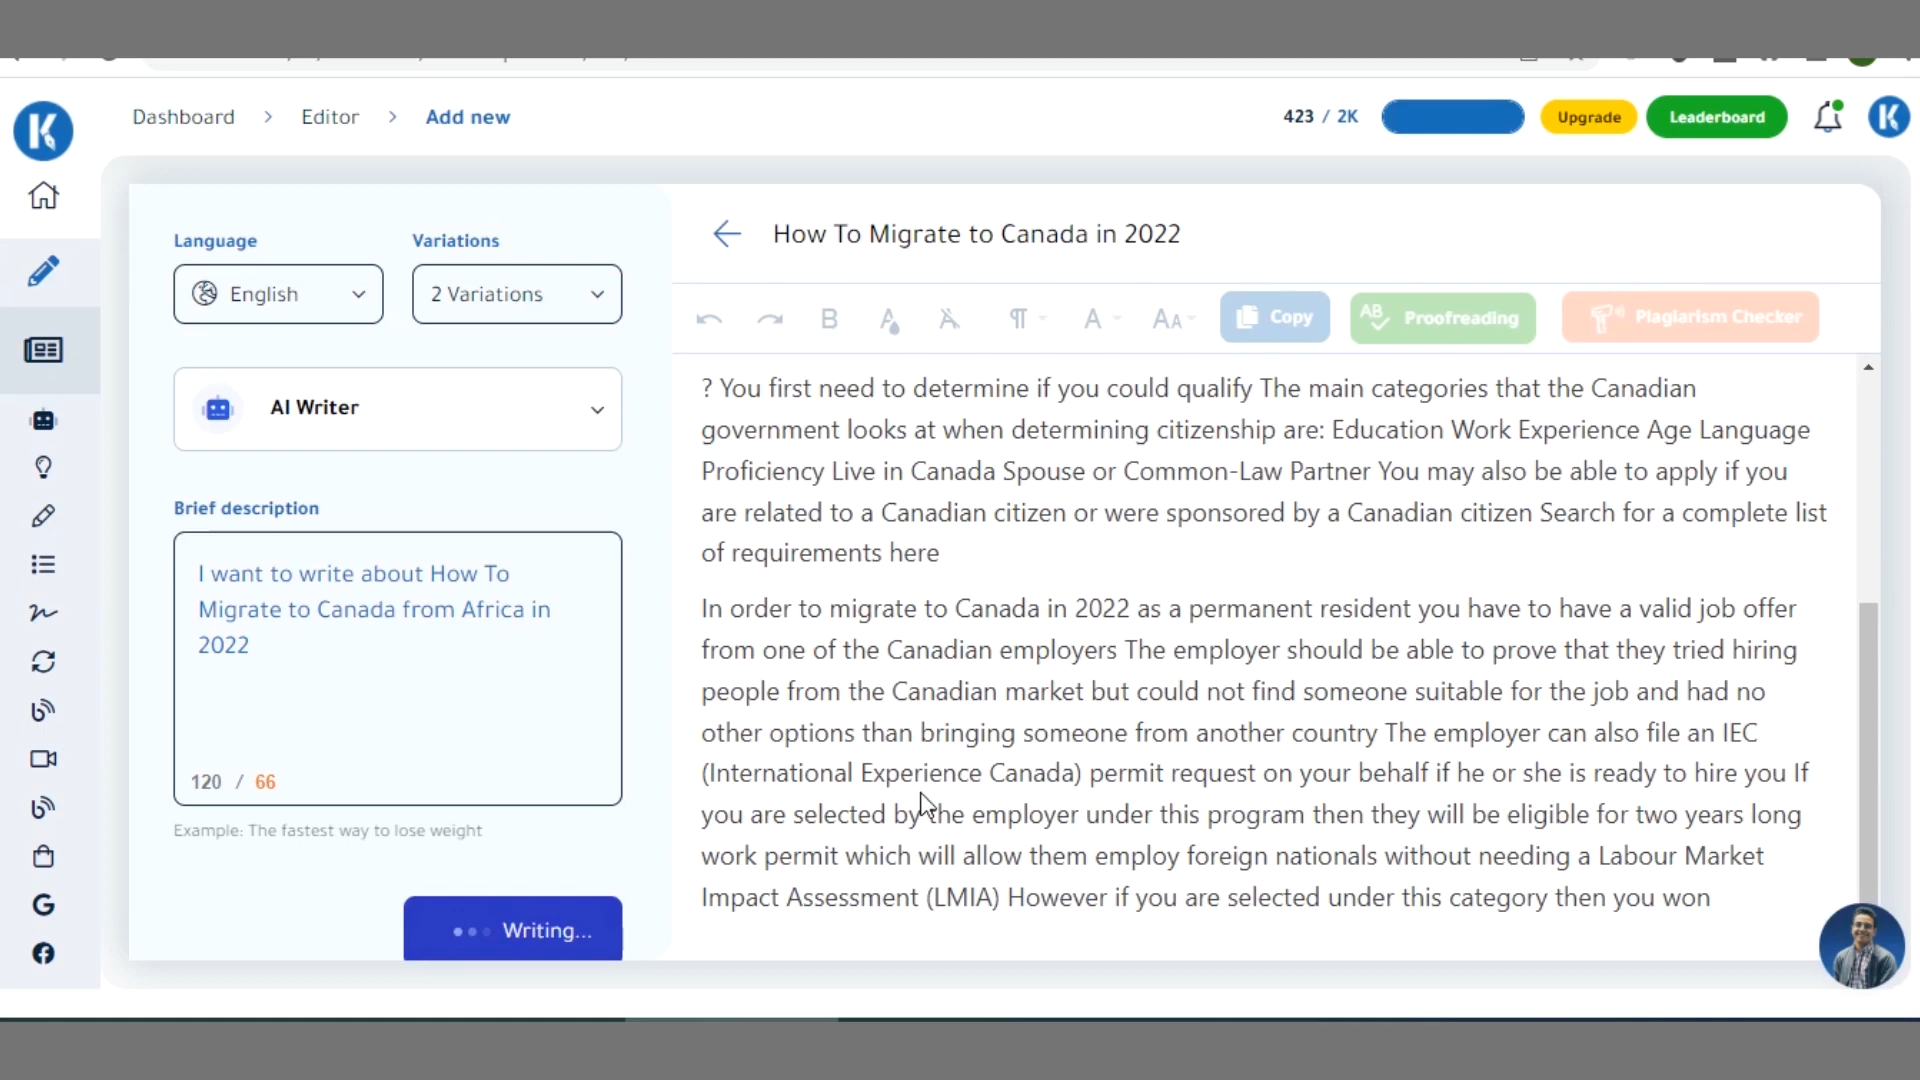 Dashboard > Editor > Add new
423 / 2K
Upgrade
Leaderboard
Language
Variations
English
2 Variations
AI Writer
Brief description
I want to write about How To
Migrate to Canada from Africa in
2022
120 / 66
Example: The fastest way to lose weight
Writing...
How To Migrate to Canada in 2022
Copy
Proofreading
Plagiarism Checker
? You first need to determine if you could qualify The main categories that the Canadian
government looks at when determining citizenship are: Education Work Experience Age Language
Proficiency Live in Canada Spouse or Common-Law Partner You may also be able to apply if you
are related to a Canadian citizen or were sponsored by a Canadian citizen Search for a complete list
of requirements here
In order to migrate to Canada in 2022 as a permanent resident you have to have a valid job offer
from one of the Canadian employers The employer should be able to prove that they tried hiring
people from the Canadian market but could not find someone suitable for the job and had no
other options than bringing someone from another country The employer can also file an IEC
(International Experience Canada) permit request on your behalf if he or she is ready to hire you If
you are selected by the employer under this program then they will be eligible for two years long
work permit which will allow them employ foreign nationals without needing a Labour Market
Impact Assessment (LMIA) However if you are selected under this category then you won